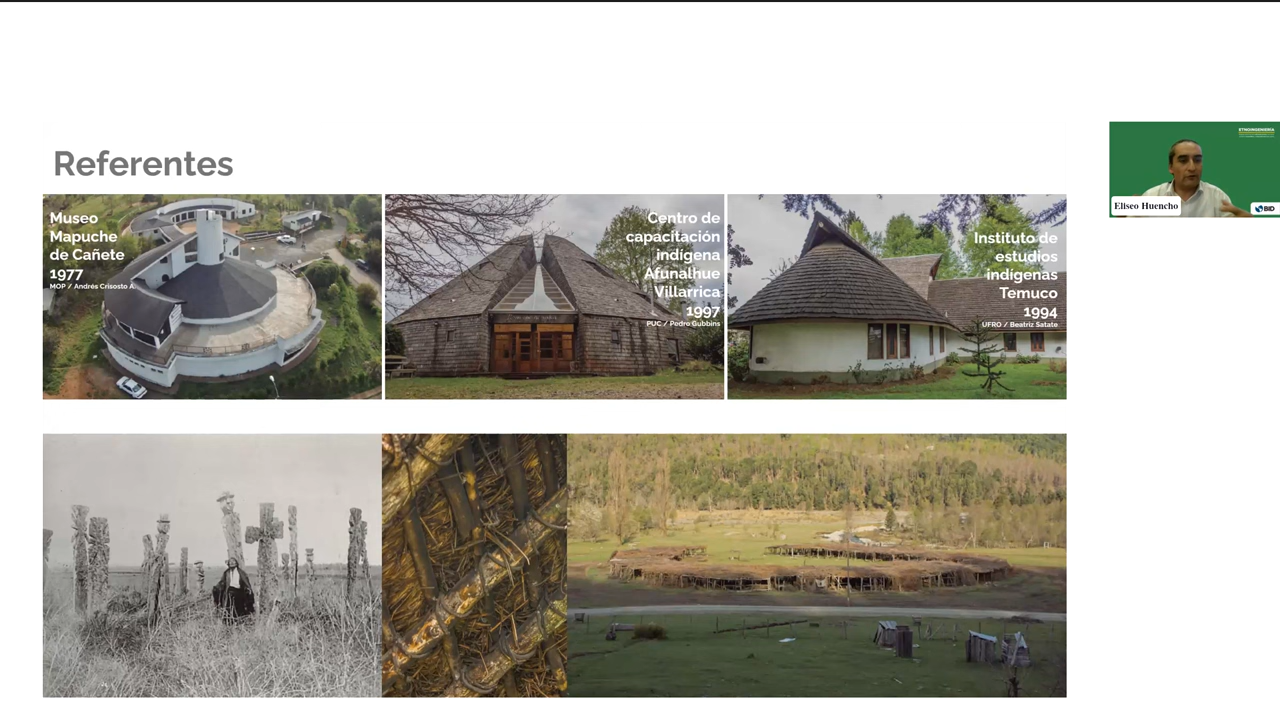 Referentes
Museo
Mapuche
de Cañete
1977
MOP / Andrés Crisosto A.
Centro de
capacitación
indígena
Afunalhue
Villarrica
1997
PUC / Pedro Gubbins
Instituto de
estudios
indígenas
Temuco
1994
UFRO / Beatriz Satate
ETNOINGENIERÍA
Eliseo Huencho
BID